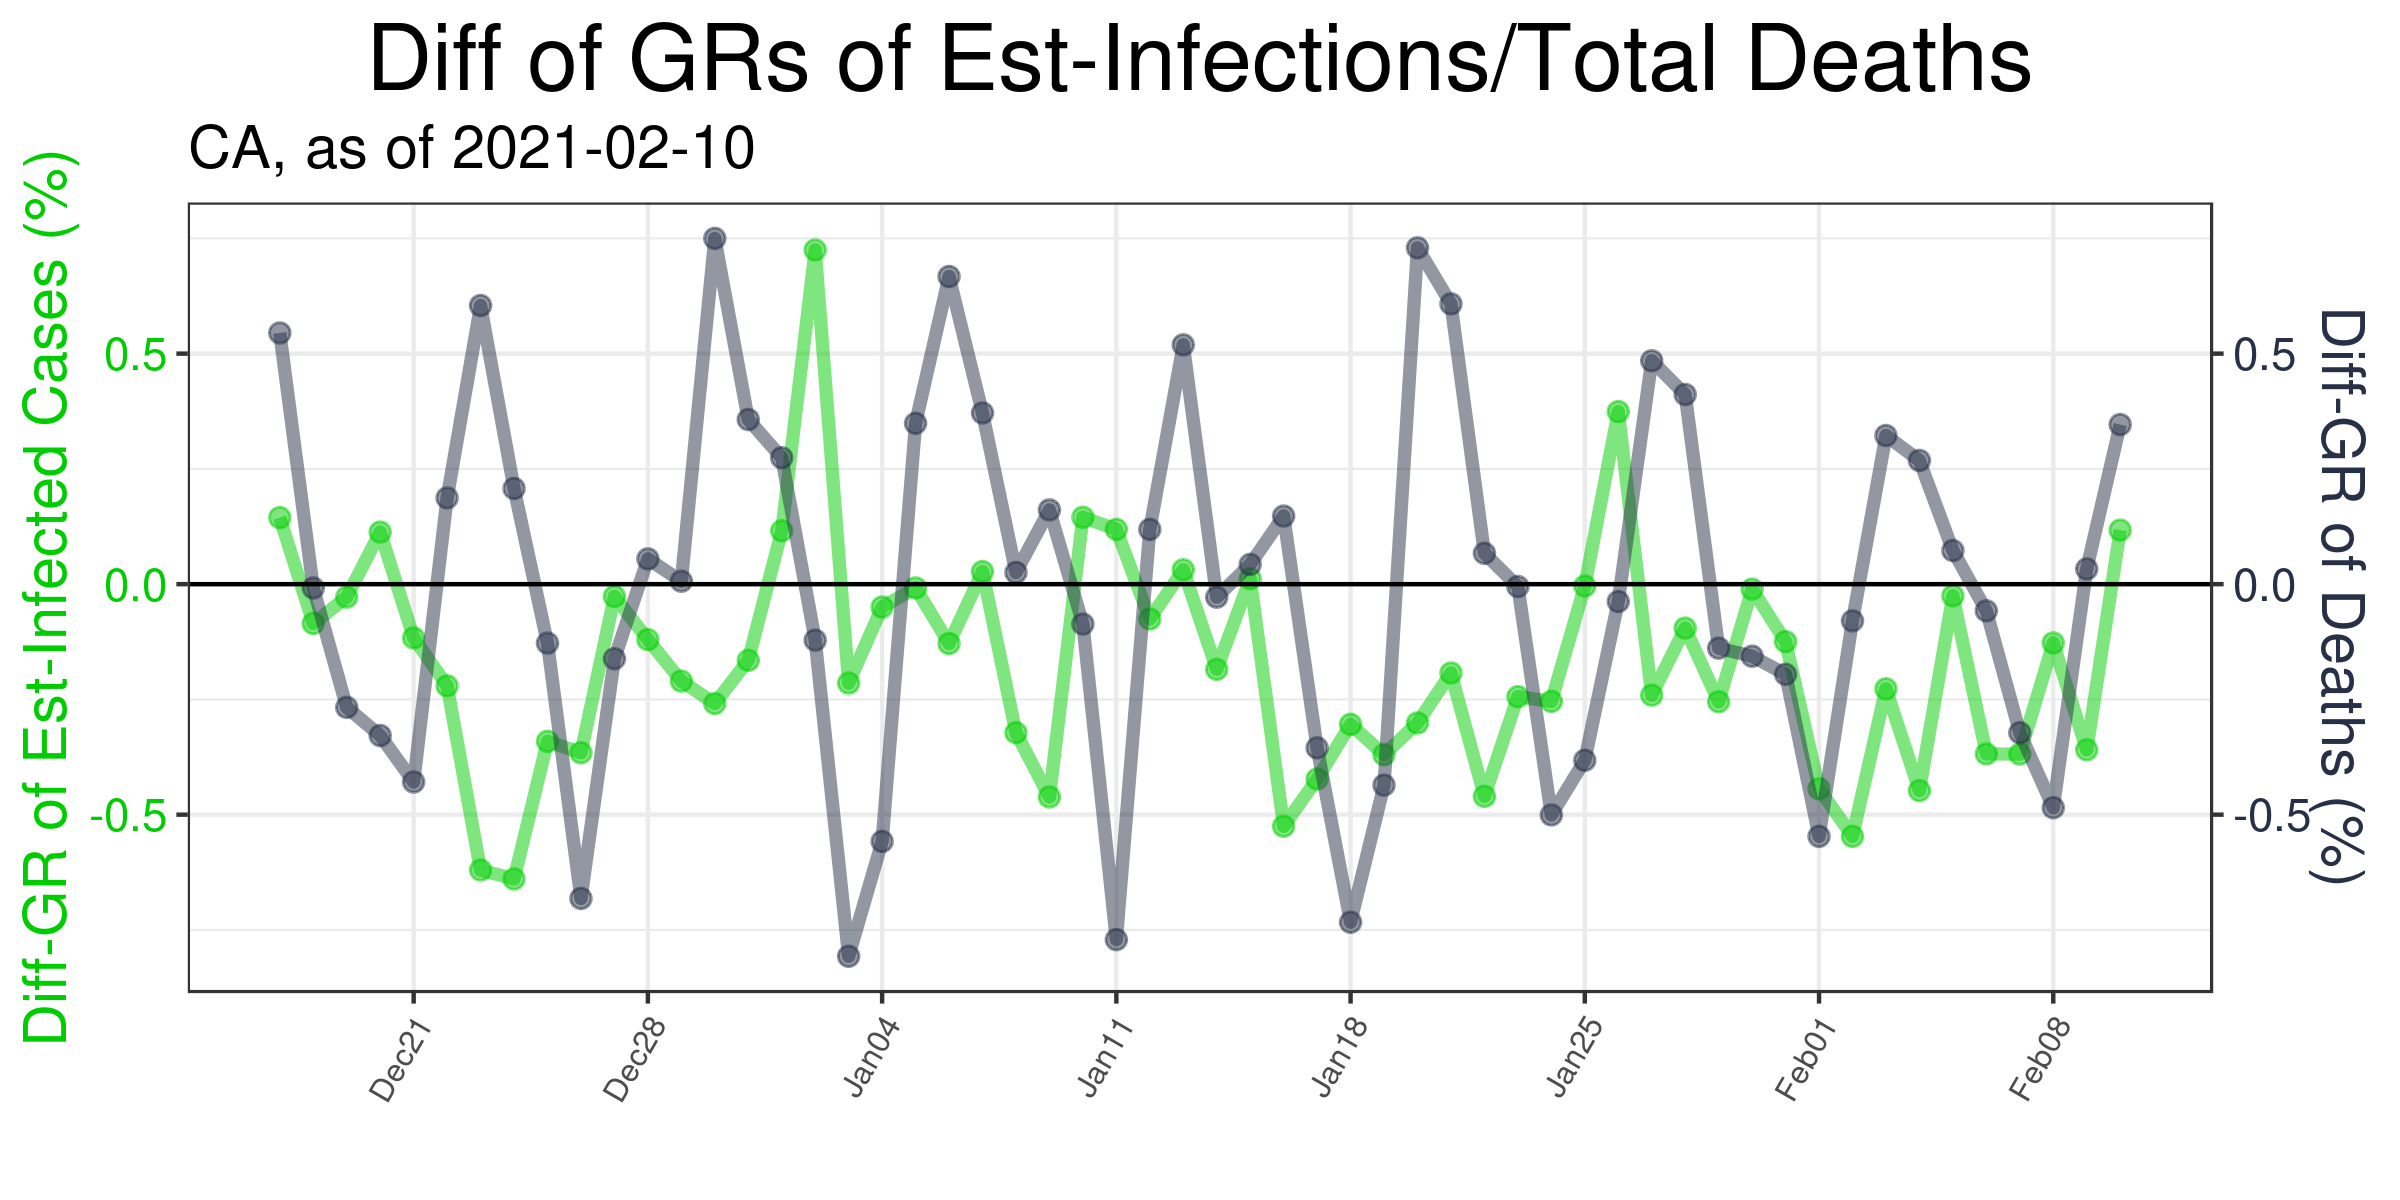 Diff of GRs of Est-Infections/Total Deaths
CA, as of 2021-02-10
Diff-GR of Est-Infected Cases (%)
0.5
0.0
-0.5
0.5
0.0
-0.5
Diff-GR of Deaths (%)
Dec21
Dec28
Jan04
Jan11
Jan18
Jan25
Feb01
Feb08